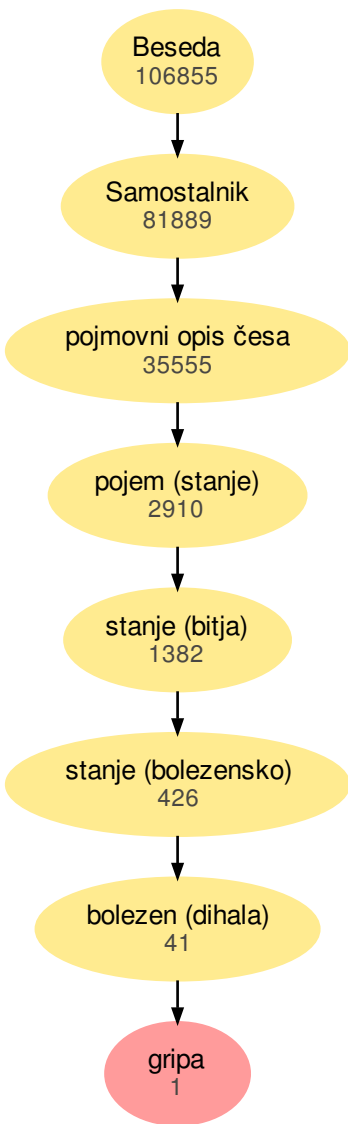 Beseda
106855
Samostalnik
81889
pojmovni opis česa
35555
pojem (stanje)
2910
stanje (bitja)
1382
stanje (bolezensko)
426
bolezen (dihala)
41
gripa
1